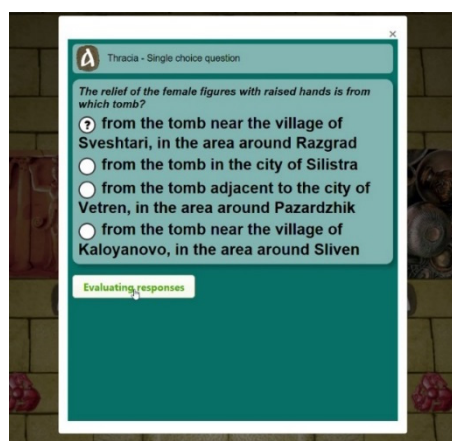 ×
Thracia - Single choice question
The relief of the female figures with raised hands is from
which tomb?
? from the tomb near the village of
Sveshtari, in the area around Razgrad
from the tomb in the city of Silistra
from the tomb adjacent to the city of
Vetren, in the area around Pazardzhik
from the tomb near the village of
Kaloyanovo, in the area around Sliven
Evaluating responses